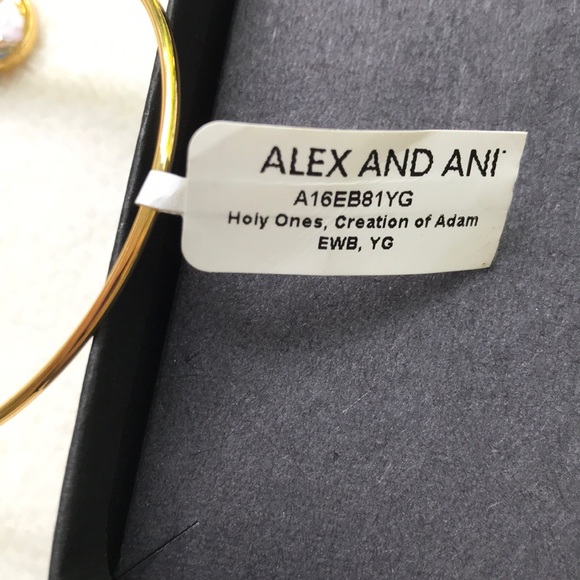 ALEX AND ANI
A16EB81YG
Holy Ones, Creation of Adam
EWB, YG